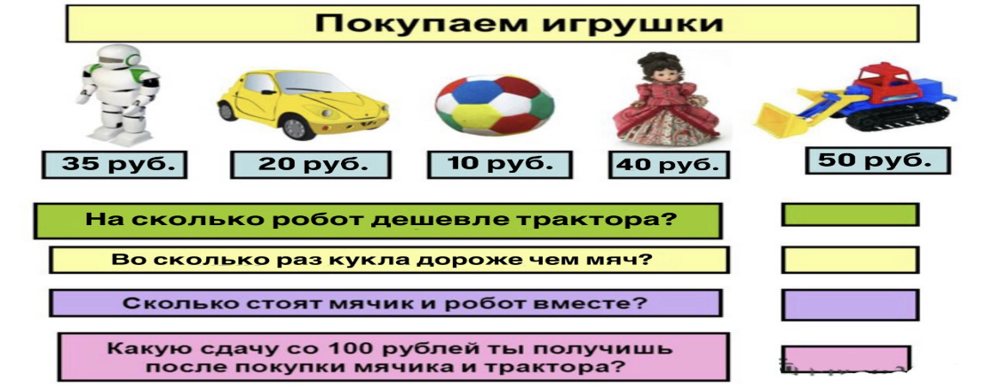 Покупаем игрушки
35 руб.
20 руб.
10 руб.
40 руб.
50 руб.
На сколько робот дешевле трактора?
Во сколько раз кукла дороже чем мяч?
Сколько стоят мячик и робот вместе?
Какую сдачу со 100 рублей ты получишь
после покупки мячика и трактора?